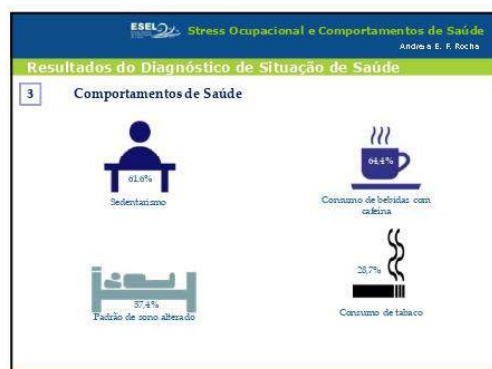 ESEL
Stress Ocupacional e Comportamentos de Saúde
Andreia E. F. Rocha
Resultados do Diagnóstico de Situação de Saúde
3
Comportamentos de Saúde
61,6%
Sedentarismo
64,4%
Consumo de bebidas com
cafeína
37,4%
Padrão de sono alterado
28,7%
Consumo de tabaco